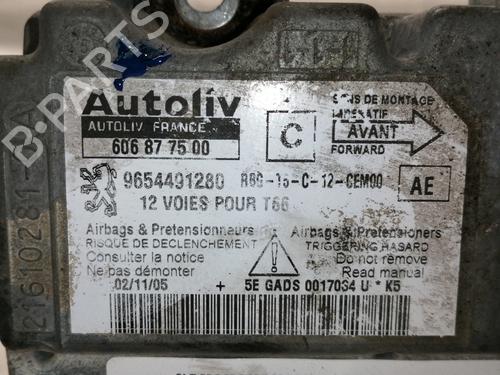 B-PARTS
Autoliv
AUTOLIV FRANCE
606 87 75 00
C
SENS DE MONTAGE
IMPERATIF
AVANT
FORWARD
9654491280
12 VOIES POUR T66
AE
Airbags & Pretensionneurs
RISQUE DE DECLENCHEMENT
Consulter la notice
Ne pas démonter
Airbags & Pretensioners
TRIGGERING HASARD
Do not remove
Read manual
02/11/05 + 5E GADS 0017034 U * K5